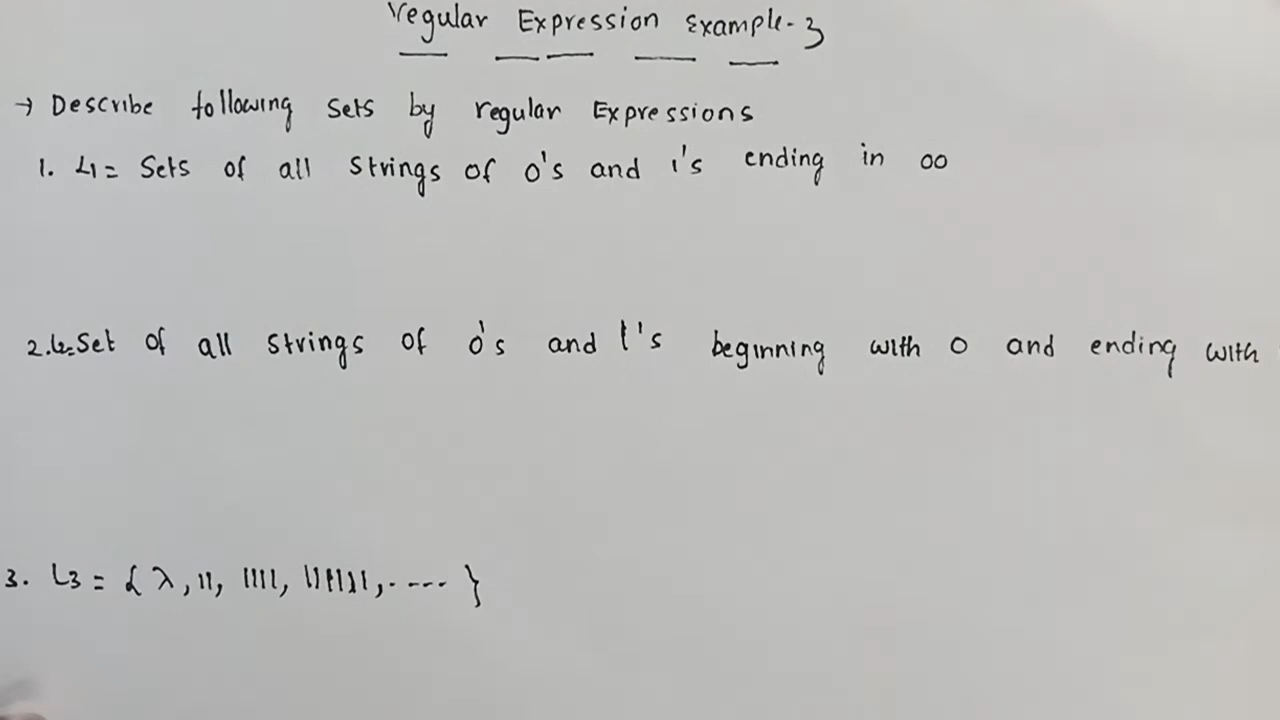 regular Expression Example-3
→ Describe following sets by regular Expressions
1. L1= Sets of all Strings of 0's and 1's ending in 00
2. L2=Set of all strings of 0's and 1's beginning with 0 and ending with
3. L3 = { λ, 11, 1111, 111111, ..... }